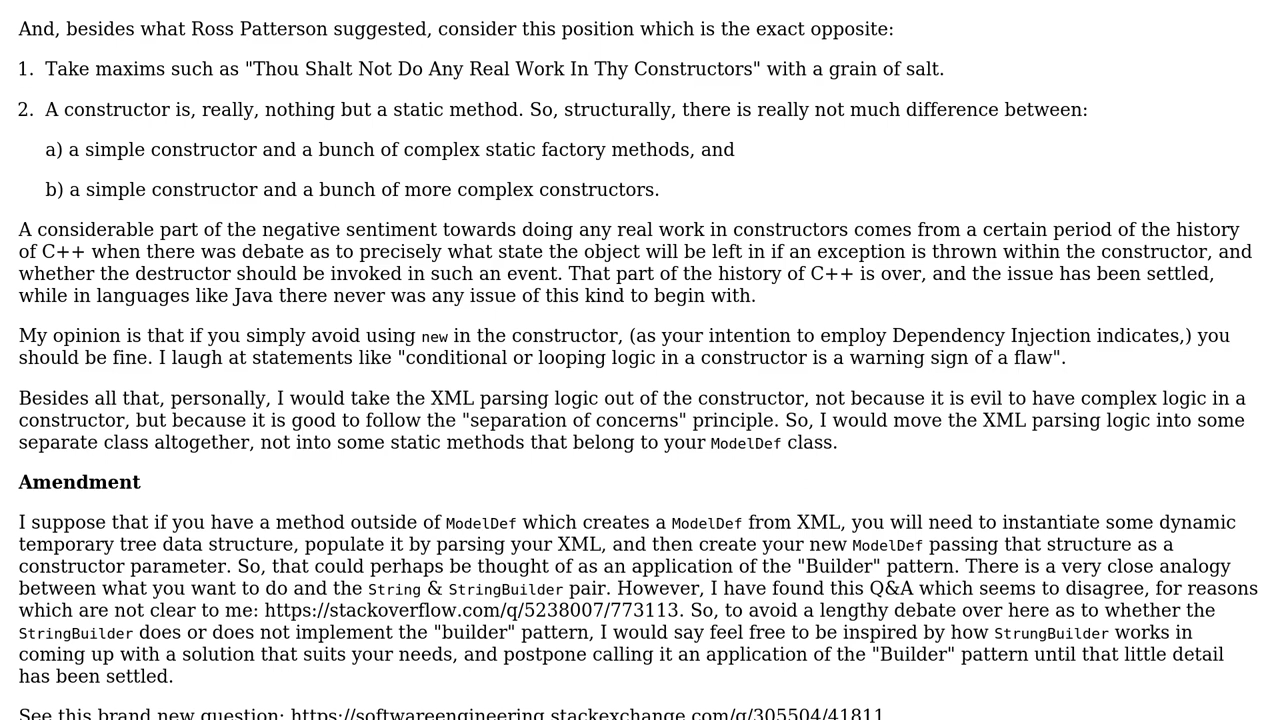 And, besides what Ross Patterson suggested, consider this position which is the exact opposite:
1. Take maxims such as "Thou Shalt Not Do Any Real Work In Thy Constructors" with a grain of salt.
2. A constructor is, really, nothing but a static method. So, structurally, there is really not much difference between:
a) a simple constructor and a bunch of complex static factory methods, and
b) a simple constructor and a bunch of more complex constructors.
A considerable part of the negative sentiment towards doing any real work in constructors comes from a certain period of the history
of C++ when there was debate as to precisely what state the object will be left in if an exception is thrown within the constructor, and
whether the destructor should be invoked in such an event. That part of the history of C++ is over, and the issue has been settled,
while in languages like Java there never was any issue of this kind to begin with.
My opinion is that if you simply avoid using new in the constructor, (as your intention to employ Dependency Injection indicates,) you
should be fine. I laugh at statements like "conditional or looping logic in a constructor is a warning sign of a flaw".
Besides all that, personally, I would take the XML parsing logic out of the constructor, not because it is evil to have complex logic in a
constructor, but because it is good to follow the "separation of concerns" principle. So, I would move the XML parsing logic into some
separate class altogether, not into some static methods that belong to your ModelDef class.
Amendment
I suppose that if you have a method outside of ModelDef which creates a ModelDef from XML, you will need to instantiate some dynamic
temporary tree data structure, populate it by parsing your XML, and then create your new ModelDef passing that structure as a
constructor parameter. So, that could perhaps be thought of as an application of the "Builder" pattern. There is a very close analogy
between what you want to do and the String & StringBuilder pair. However, I have found this Q&A which seems to disagree, for reasons
which are not clear to me: https://stackoverflow.com/q/5238007/773113. So, to avoid a lengthy debate over here as to whether the
StringBuilder does or does not implement the "builder" pattern, I would say feel free to be inspired by how StrungBuilder works in
coming up with a solution that suits your needs, and postpone calling it an application of the "Builder" pattern until that little detail
has been settled.
See this brand new question: https://softwareengineering.stackexchange.com/q/305504/41811